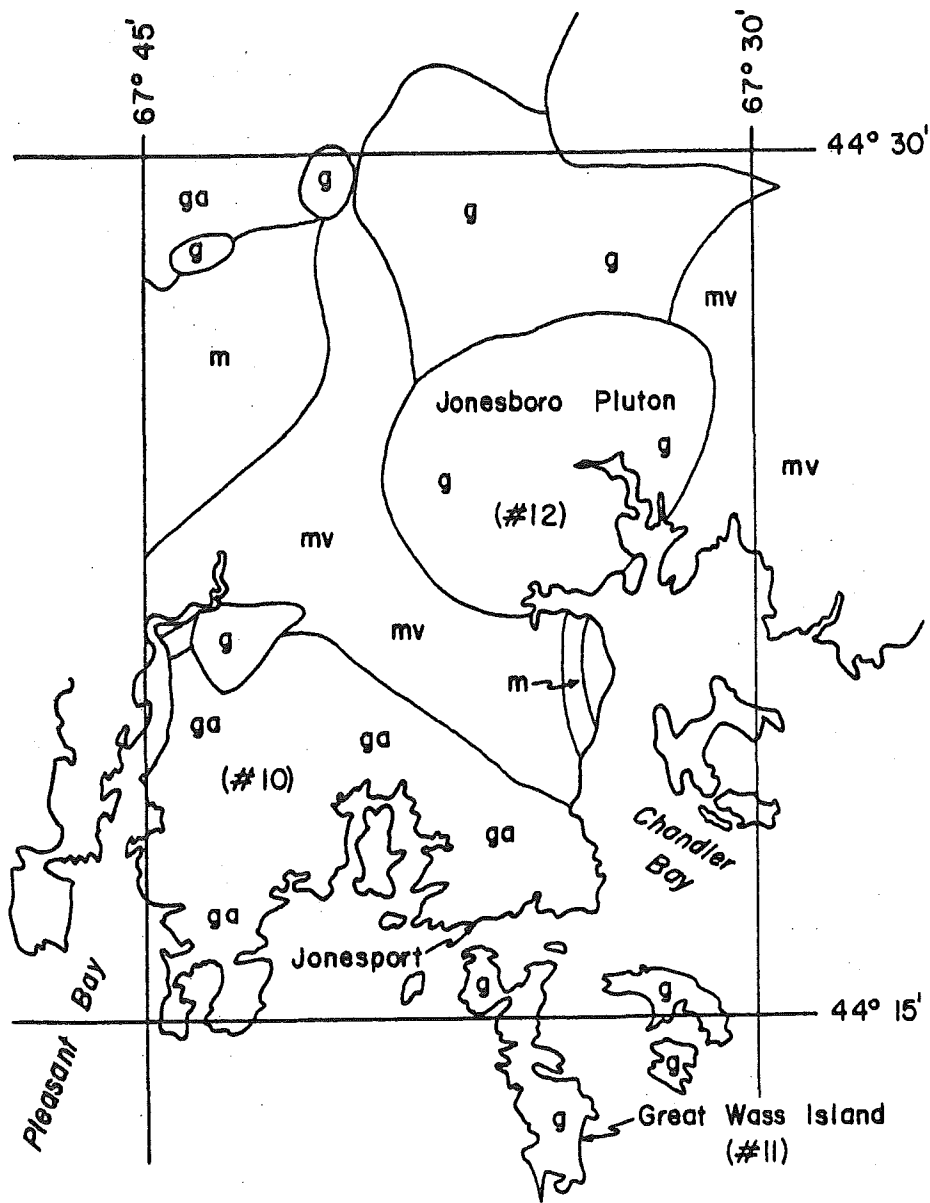 67° 45'
67° 30'
44° 30'
g
ga
g
g
g
mv
m
Jonesboro Pluton
g
mv
g
(#12)
mv
mv
g
m
ga
ga
(#10)
Chandler
Bay
ga
ga
Jonesport
g
g
Pleasant Bay
44° 15'
g
g
Great Wass Island
(#11)